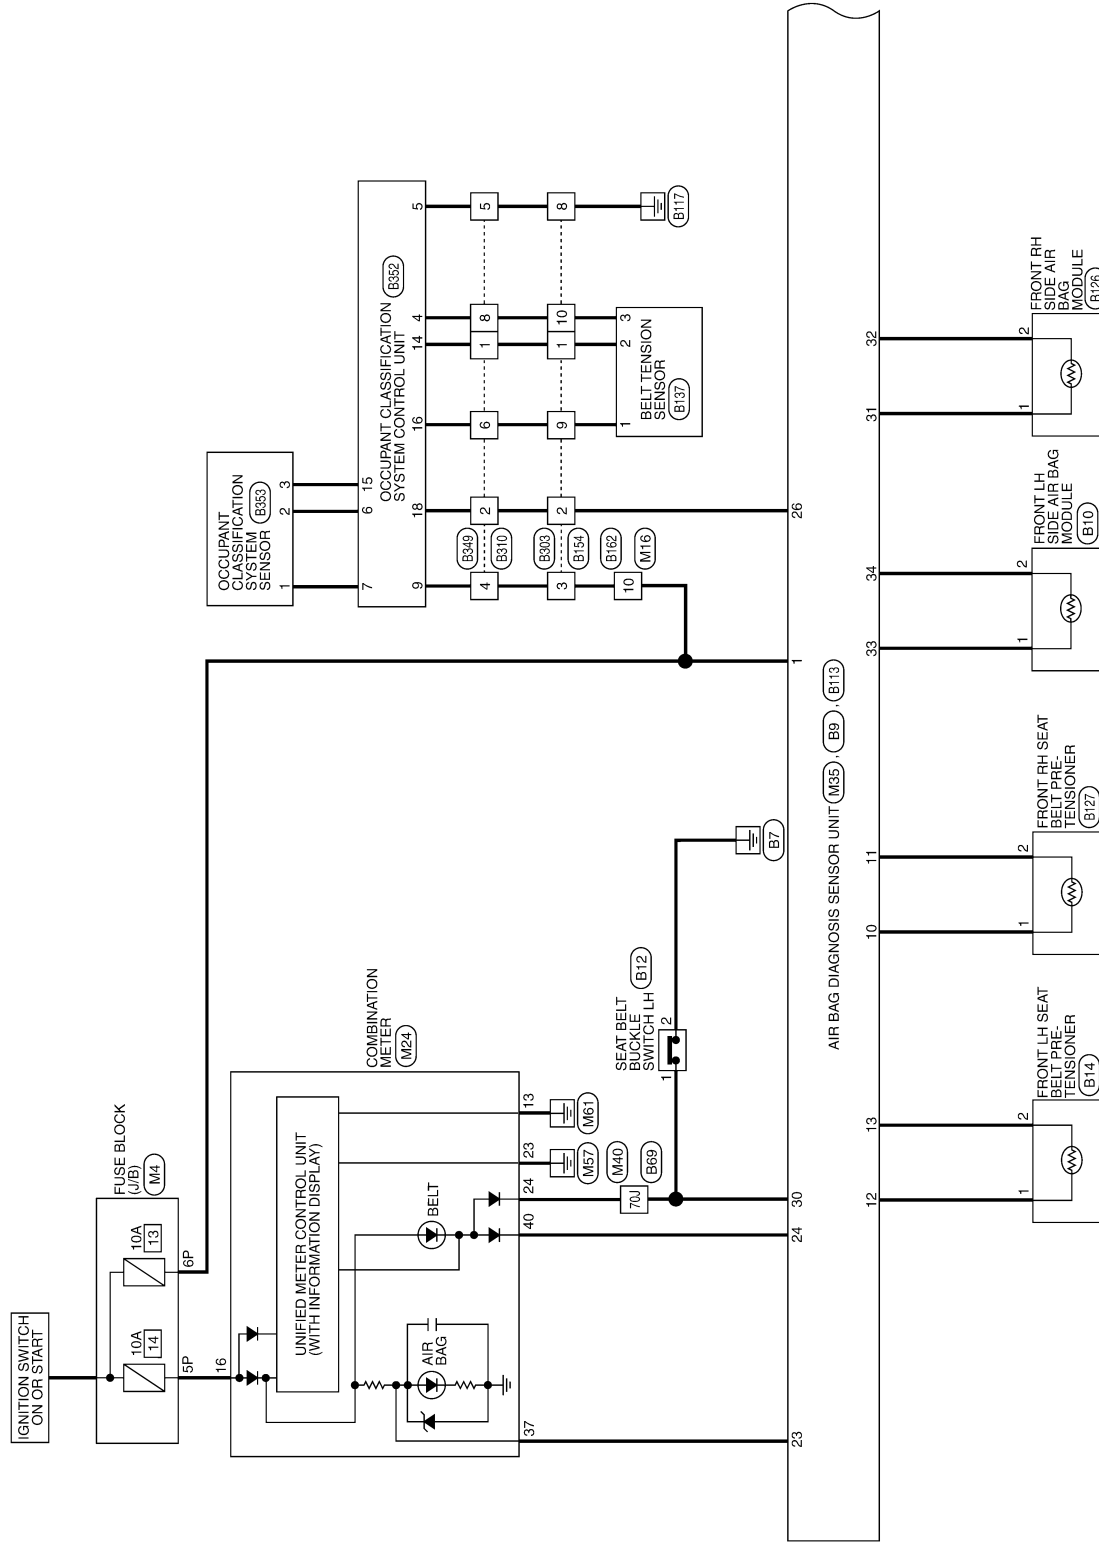 IGNITION SWITCH
ON OR START
FUSE BLOCK
(J/B)
M4
10A
14
10A
13
5P
6P
16
COMBINATION
METER
M24
UNIFIED METER CONTROL UNIT
(WITH INFORMATION DISPLAY)
AIR
BAG
BELT
37
40
24
23
13
M57
M61
70J
M40
B69
SEAT BELT
BUCKLE
SWITCH LH
B12
1
2
B7
OCCUPANT
CLASSIFICATION
SYSTEM
SENSOR
B353
1
2
3
7
6
15
OCCUPANT CLASSIFICATION
SYSTEM CONTROL UNIT
B352
9
18
16
14
4
5
4
2
6
1
8
5
B349
B310
3
2
9
1
10
8
B303
B154
10
B162
M16
1
2
3
BELT TENSION
SENSOR
B137
B117
23
24
30
1
26
AIR BAG DIAGNOSIS SENSOR UNIT M35 , B9 , B113
12
13
10
11
33
34
31
32
FRONT LH SEAT
BELT PRE-
TENSIONER
B14
1
2
FRONT RH SEAT
BELT PRE-
TENSIONER
B127
1
2
FRONT LH
SIDE AIR BAG
MODULE
B10
1
2
FRONT RH
SIDE AIR
BAG
MODULE
B126
1
2